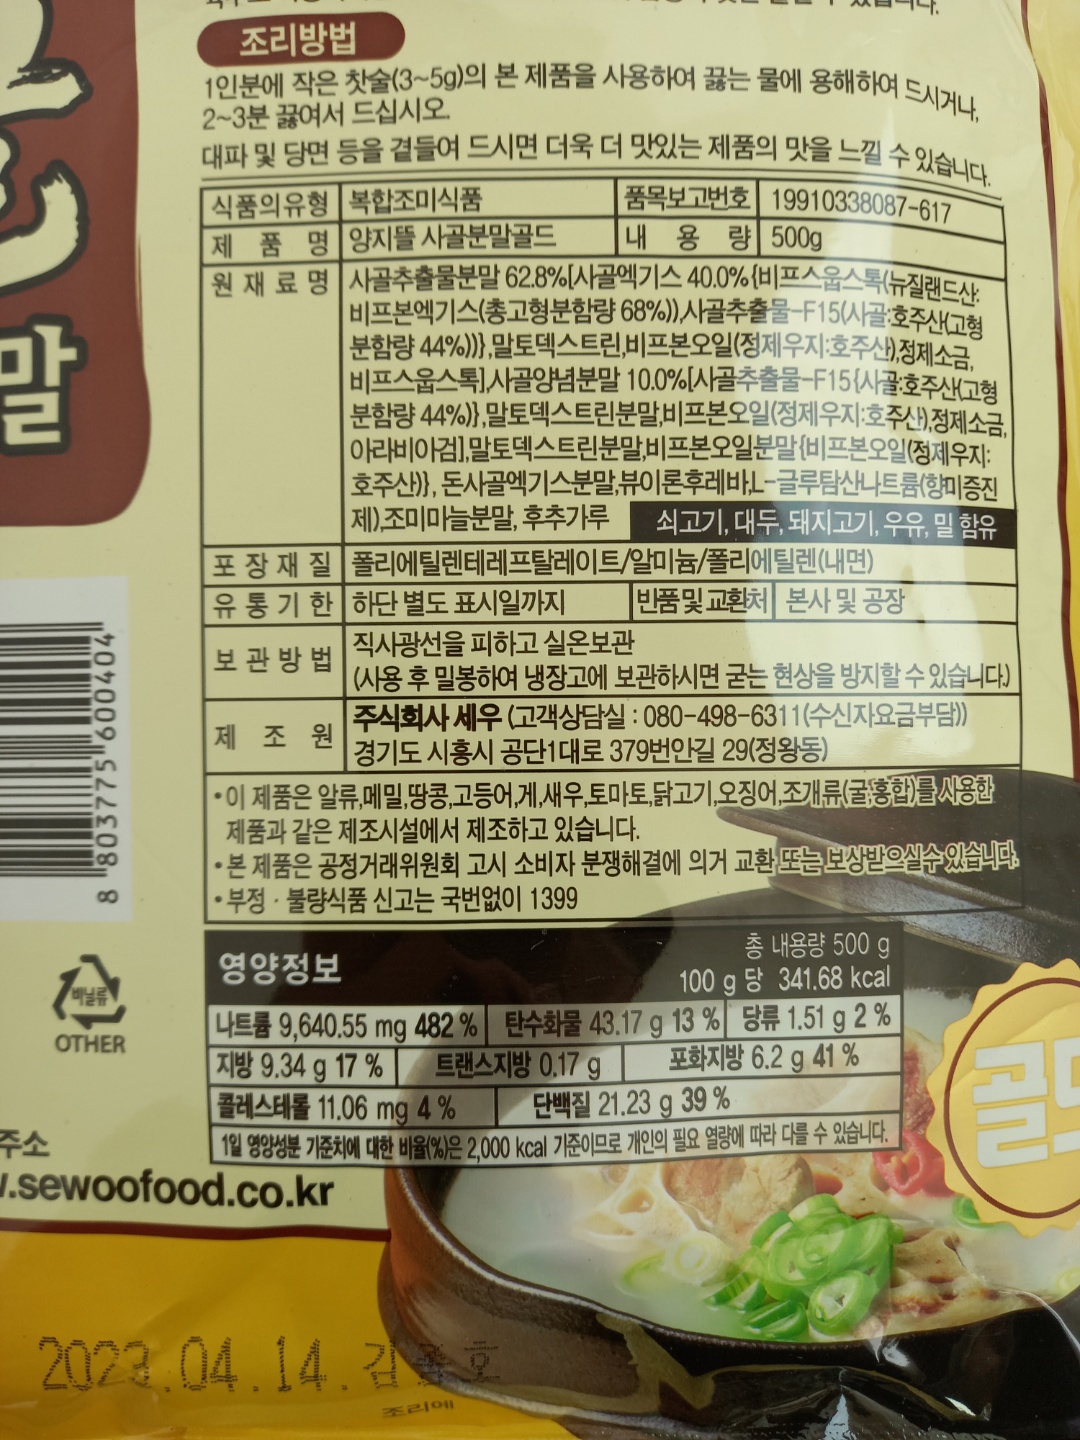 조리방법
1인분에 작은 찻술(3~5g)의 본 제품을 사용하여 끓는 물에 용해하여 드시거나,
2~3분 끓여서 드십시오.
대파 및 당면 등을 곁들여 드시면 더욱 더 맛있는 제품의 맛을 느낄 수 있습니다.
식품의유형 복합조미식품 품목보고번호 19910338087-617
제 품 명 양지뜰 사골분말골드 내 용 량 500g
원재료명 사골추출물분말 62.8%[사골엑기스 40.0%{비프스웁스톡(뉴질랜드산:
비프본엑기스(총고형분함량 68%)),사골추출물-F15(사골:호주산(고형
분함량 44%))},말토덱스트린,비프본오일(정제우지:호주산),정제소금,
비프스웁스톡],사골양념분말 10.0%[사골추출물-F15{사골:호주산(고형
분함량 44%)},말토덱스트린분말,비프본오일(정제우지:호주산),정제소금,
아라비아검],말토덱스트린분말,비프본오일분말{비프본오일(정제우지:
호주산)}, 돈사골엑기스분말,뷰이론후레바,L-글루탐산나트륨(향미증진
제),조미마늘분말, 후추가루 쇠고기, 대두, 돼지고기, 우유, 밀 함유
포장재질 폴리에틸렌테레프탈레이트/알미늄/폴리에틸렌(내면)
유통기한 하단 별도 표시일까지 반품 및 교환처 본사 및 공장
보관방법 직사광선을 피하고 실온보관
(사용 후 밀봉하여 냉장고에 보관하시면 굳는 현상을 방지할 수 있습니다.)
제 조 원 주식회사 세우 (고객상담실 : 080-498-6311(수신자요금부담))
경기도 시흥시 공단1대로 379번안길 29(정왕동)
•이 제품은 알류,메밀,땅콩,고등어,게,새우,토마토,닭고기,오징어,조개류(굴,홍합)를 사용한
제품과 같은 제조시설에서 제조하고 있습니다.
•본 제품은 공정거래위원회 고시 소비자 분쟁해결에 의거 교환 또는 보상받으실수 있습니다.
•부정 · 불량식품 신고는 국번없이 1399
영양정보
총 내용량 500 g
100 g 당 341.68 kcal
나트륨 9,640.55 mg 482 % 탄수화물 43.17 g 13 % 당류 1.51 g 2 %
지방 9.34 g 17 % 트랜스지방 0.17 g 포화지방 6.2 g 41 %
콜레스테롤 11.06 mg 4 % 단백질 21.23 g 39 %
1일 영양성분 기준치에 대한 비율(%)은 2,000 kcal 기준이므로 개인의 필요 열량에 따라 다를 수 있습니다.
말
8 803775 600404
비닐류
OTHER
주소
.sewoofood.co.kr
골드
2023.04.14.
조리예